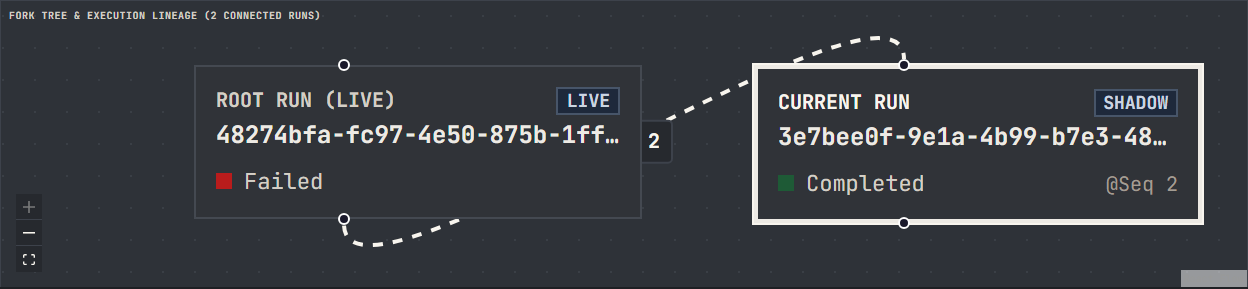 FORK TREE & EXECUTION LINEAGE (2 CONNECTED RUNS)
ROOT RUN (LIVE)
LIVE
48274bfa-fc97-4e50-875b-1ff…
Failed
2
CURRENT RUN
SHADOW
3e7bee0f-9e1a-4b99-b7e3-48…
Completed
@Seq 2